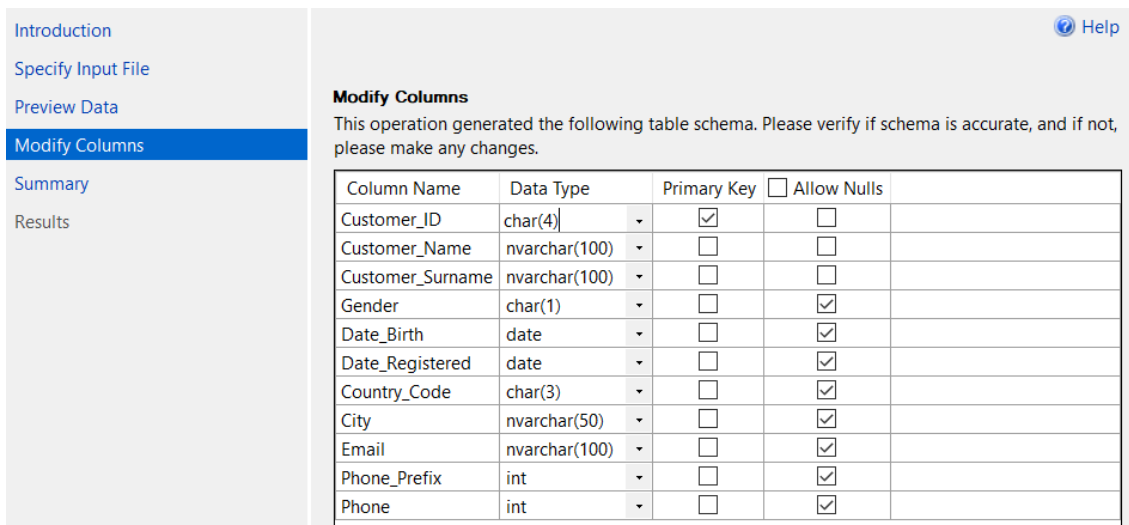 Introduction
Specify Input File
Preview Data
Modify Columns
Summary
Results
Help
Modify Columns
This operation generated the following table schema. Please verify if schema is accurate, and if not,
please make any changes.
Column Name Data Type Primary Key Allow Nulls
Customer_ID char(4)
Customer_Name nvarchar(100)
Customer_Surname nvarchar(100)
Gender char(1)
Date_Birth date
Date_Registered date
Country_Code char(3)
City nvarchar(50)
Email nvarchar(100)
Phone_Prefix int
Phone int